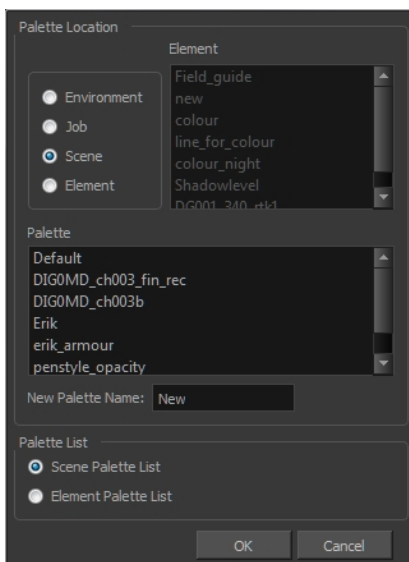 Palette Location
Element
Environment
Job
Scene
Element
Field_guide
new
colour
line_for_colour
colour_night
Shadowlevel
DG001_340_rtk1
Palette
Default
DIG0MD_ch003_fin_rec
DIG0MD_ch003b
Erik
erik_armour
penstyle_opacity
New Palette Name: New
Palette List
Scene Palette List
Element Palette List
OK Cancel